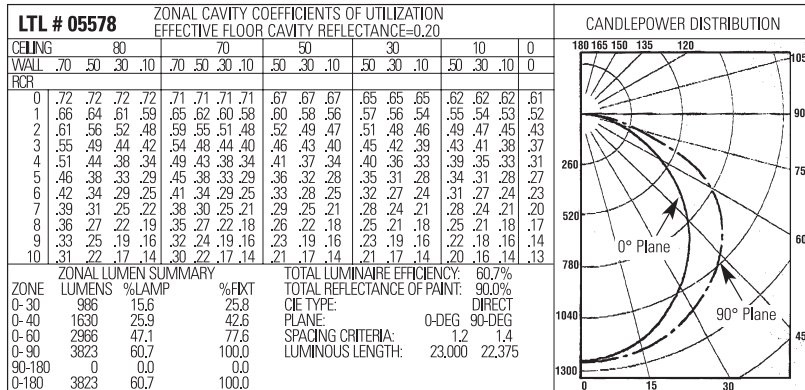 LTL # 05578
ZONAL CAVITY COEFFICIENTS OF UTILIZATION
EFFECTIVE FLOOR CAVITY REFLECTANCE=0.20
CEILING 80 70 50 30 10 0
WALL .70 .50 .30 .10 .70 .50 .30 .10 .50 .30 .10 .50 .30 .10 .50 .30 .10 0
RCR
0 .72 .72 .72 .72 .71 .71 .71 .71 .67 .67 .67 .65 .65 .65 .62 .62 .62 .61
1 .66 .64 .61 .59 .65 .62 .60 .58 .60 .58 .56 .57 .56 .54 .55 .54 .53 .52
2 .61 .56 .52 .48 .59 .55 .51 .48 .52 .49 .47 .51 .48 .46 .49 .47 .45 .43
3 .55 .49 .44 .42 .54 .48 .44 .40 .46 .43 .40 .45 .42 .39 .43 .41 .38 .37
4 .51 .44 .38 .34 .49 .43 .38 .34 .41 .37 .34 .40 .36 .33 .39 .35 .33 .31
5 .46 .38 .33 .29 .45 .38 .33 .29 .36 .32 .28 .35 .31 .28 .34 .31 .28 .27
6 .42 .34 .29 .25 .41 .34 .29 .25 .33 .28 .25 .32 .27 .24 .31 .27 .24 .23
7 .39 .31 .25 .22 .38 .30 .25 .21 .29 .25 .21 .28 .24 .21 .28 .24 .21 .20
8 .36 .27 .22 .19 .35 .27 .22 .18 .26 .22 .18 .25 .21 .18 .25 .21 .18 .17
9 .33 .25 .19 .16 .32 .24 .19 .16 .23 .19 .16 .23 .19 .16 .22 .18 .16 .14
10 .31 .22 .17 .14 .30 .22 .17 .14 .21 .17 .14 .21 .17 .14 .20 .16 .14 .13
ZONAL LUMEN SUMMARY
ZONE LUMENS %LAMP %FIXT
0- 30 986 15.6 25.8
0- 40 1630 25.9 42.6
0- 60 2966 47.1 77.6
0- 90 3823 60.7 100.0
90-180 0 0.0 0.0
0-180 3823 60.7 100.0
TOTAL LUMINAIRE EFFICIENCY: 60.7%
TOTAL REFLECTANCE OF PAINT: 90.0%
CIE TYPE: DIRECT
PLANE: 0-DEG 90-DEG
SPACING CRITERIA: 1.2 1.4
LUMINOUS LENGTH: 23.000 22.375
CANDLEPOWER DISTRIBUTION
180 165 150 135 120
105
90
260
75
520
0° Plane
60
780
90° Plane
1040
45
1300
0 15 30